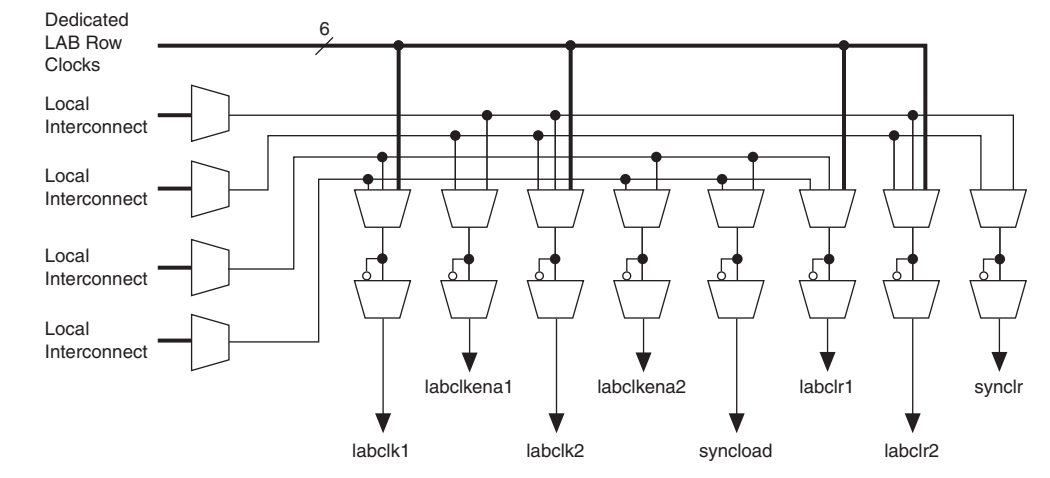 Dedicated
LAB Row
Clocks
6
Local
Interconnect
Local
Interconnect
Local
Interconnect
Local
Interconnect
labclkena1
labclkena2
labclr1
synclr
labclk1
labclk2
syncload
labclr2